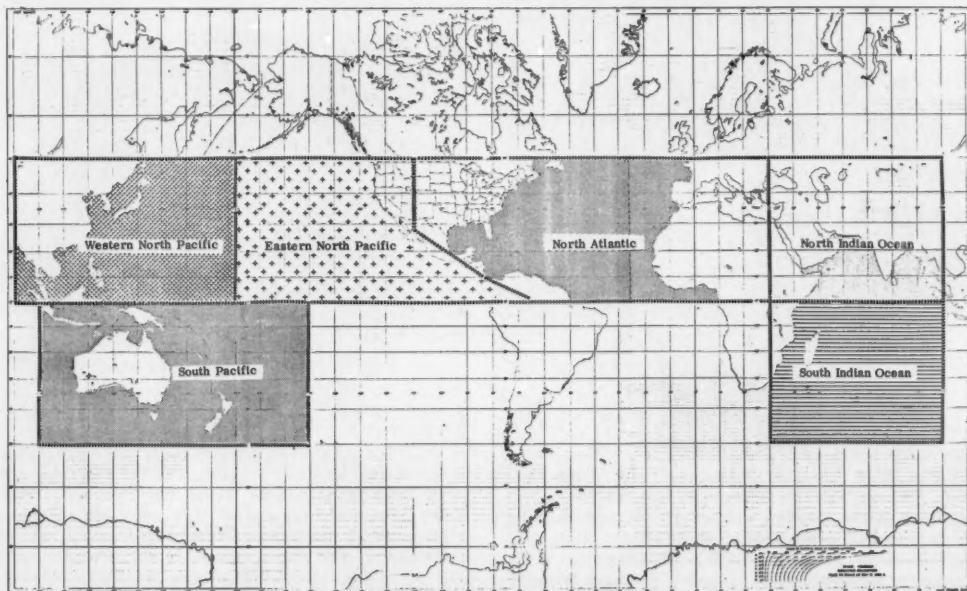 Western North Pacific
Eastern North Pacific
North Atlantic
North Indian Ocean
South Pacific
South Indian Ocean